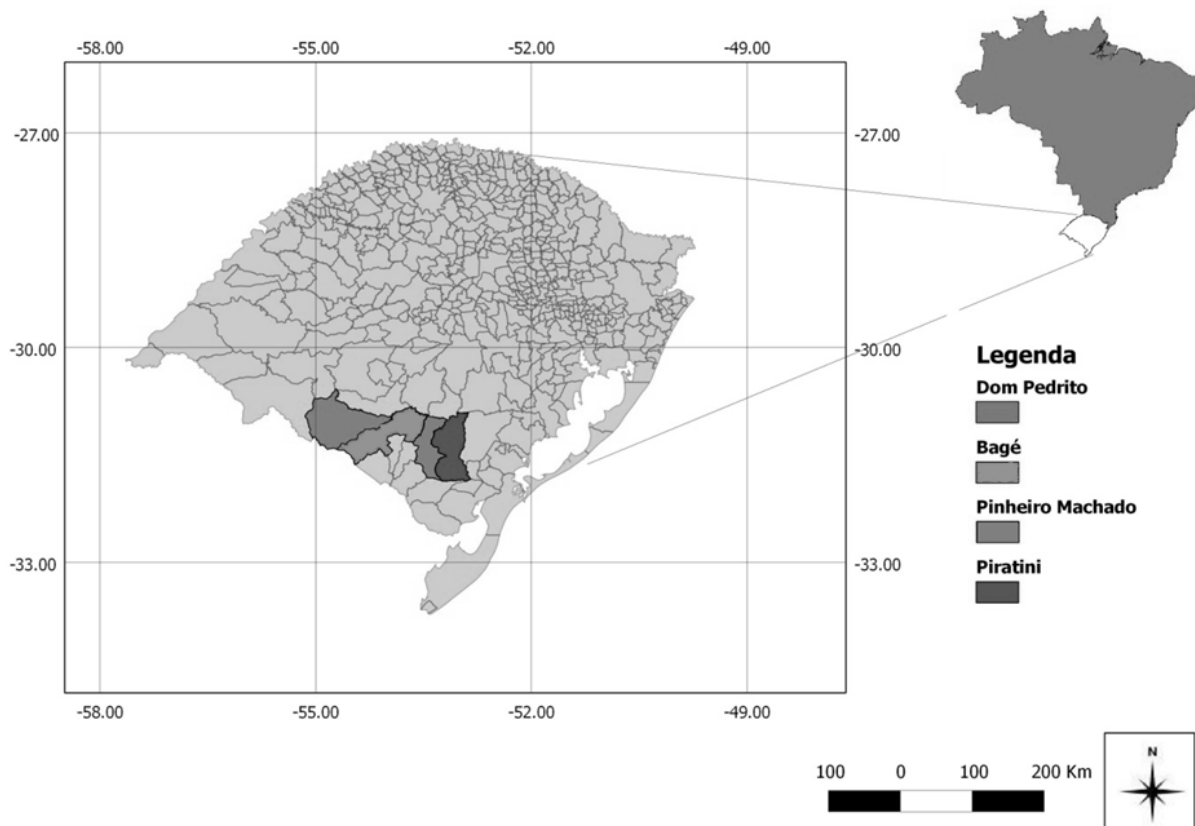 -58.00 -55.00 -52.00 -49.00
-27.00 -27.00
-30.00 -30.00
-33.00 -33.00
-58.00 -55.00 -52.00 -49.00
Legenda
Dom Pedrito
Bagé
Pinheiro Machado
Piratini
100 0 100 200 Km
N